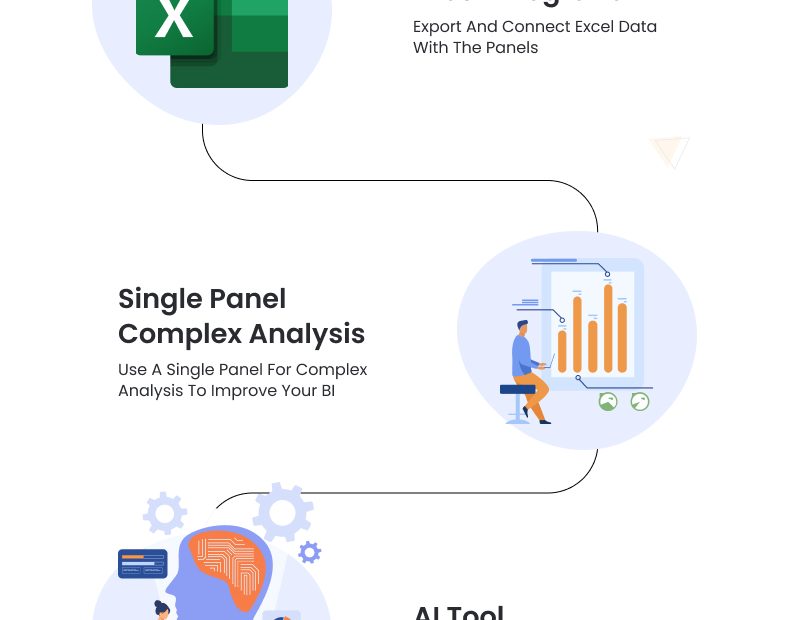 X
Export And Connect Excel Data
With The Panels
Single Panel
Complex Analysis
Use A Single Panel For Complex
Analysis To Improve Your BI
AI Tool